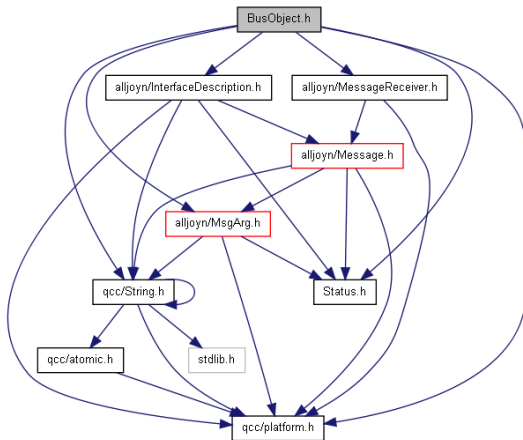 BusObject.h
alljoyn/InterfaceDescription.h
alljoyn/MessageReceiver.h
alljoyn/Message.h
alljoyn/MsgArg.h
qcc/String.h
Status.h
qcc/atomic.h
stdlib.h
qcc/platform.h